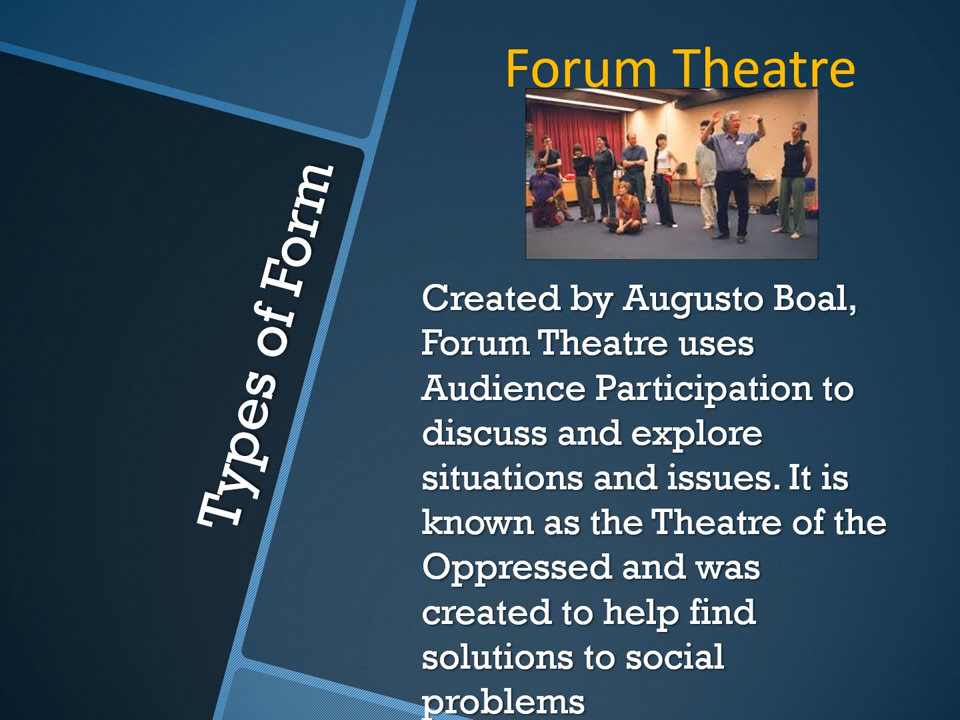 Types of Form
Forum Theatre
Created by Augusto Boal,
Forum Theatre uses
Audience Participation to
discuss and explore
situations and issues. It is
known as the Theatre of the
Oppressed and was
created to help find
solutions to social
problems